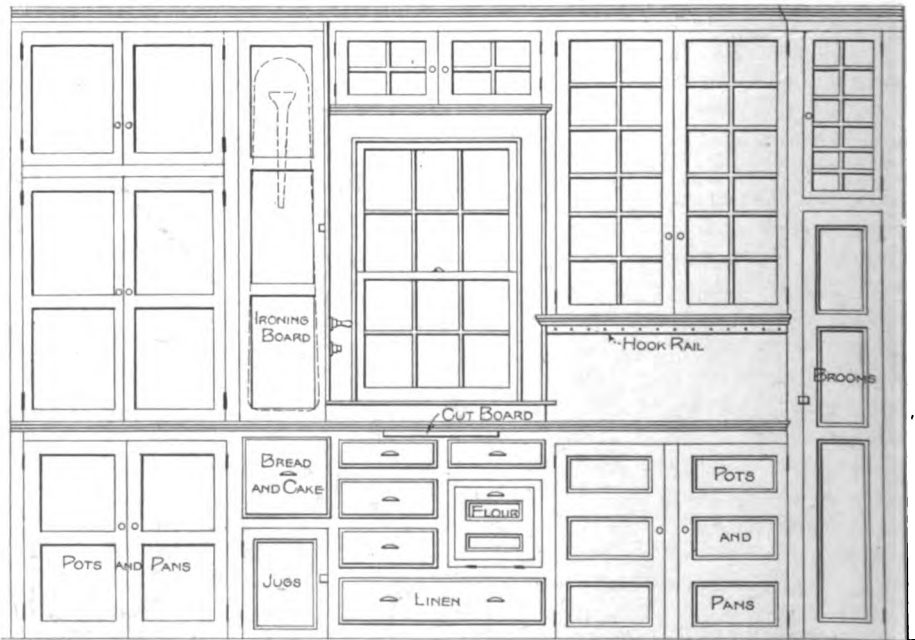 IRONING
BOARD
HOOK RAIL
BROOMS
CUT BOARD
BREAD
AND CAKE
FLOUR
POTS
AND
PANS
POTS AND PANS
JUGS
LINEN